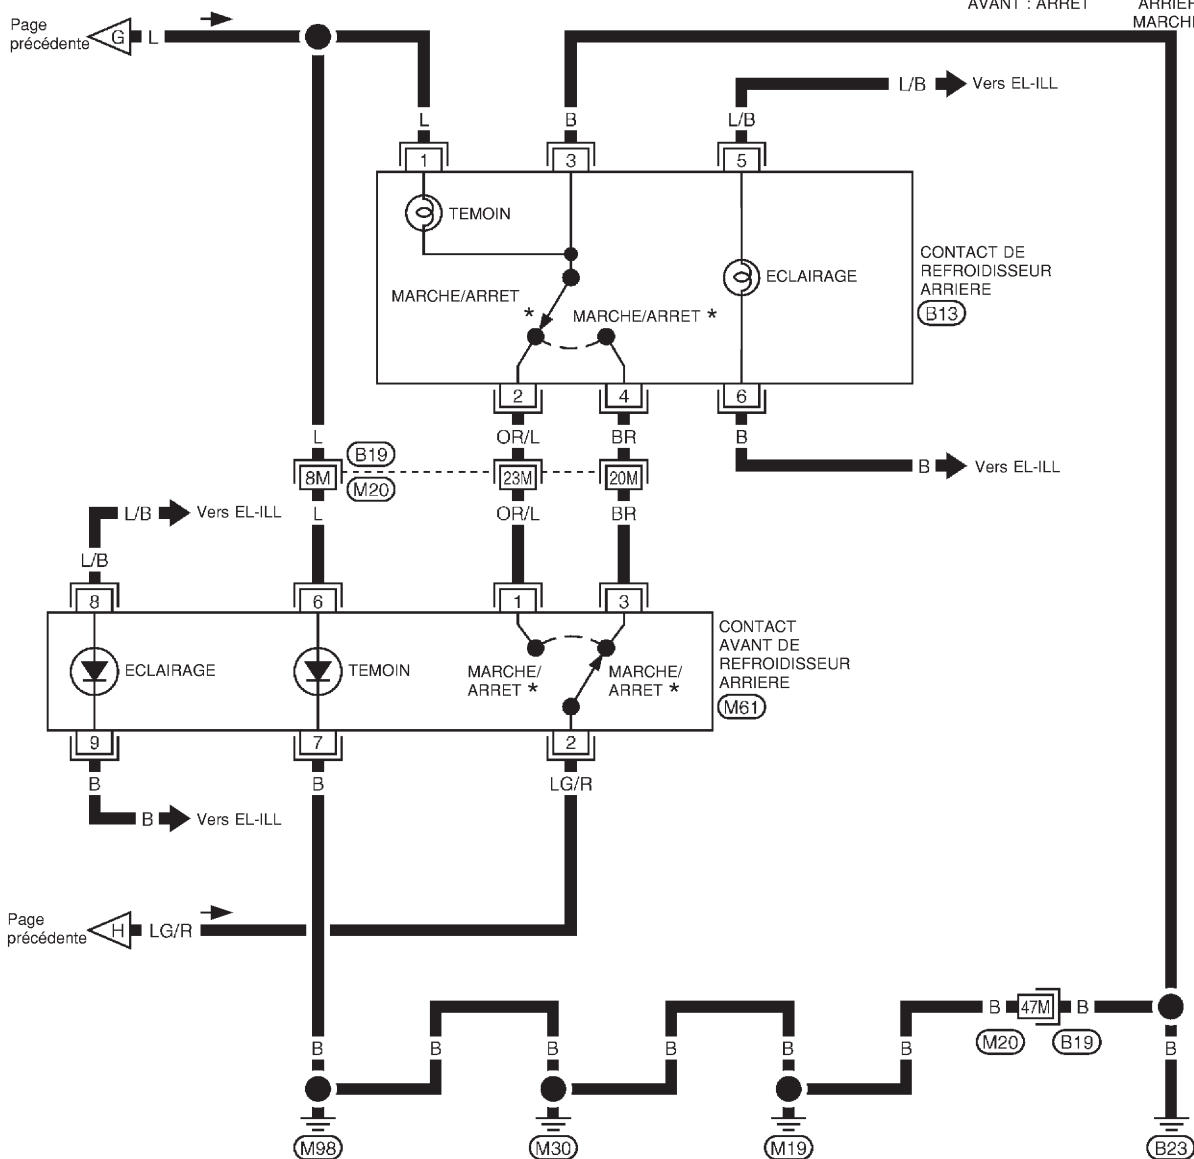 AVANT : ARRET
ARRIER
MARCHE
Page
précédente
G
L
L
B
L/B
L/B
Vers EL-ILL
1
3
5
TEMOIN
MARCHE/ARRET
*
MARCHE/ARRET *
ECLAIRAGE
CONTACT DE
REFROIDISSEUR
ARRIERE
B13
2
4
6
L
OR/L
BR
B
B
Vers EL-ILL
B19
8M
M20
23M
20M
L/B
Vers EL-ILL
L
OR/L
BR
L/B
8
6
1
3
ECLAIRAGE
TEMOIN
MARCHE/
ARRET *
MARCHE/
ARRET *
CONTACT
AVANT DE
REFROIDISSEUR
ARRIERE
M61
9
7
2
B
B
LG/R
B
Vers EL-ILL
Page
précédente
H
LG/R
B
47M
B
M20
B19
B
B
B
B
B
B
B
M98
M30
M19
B23